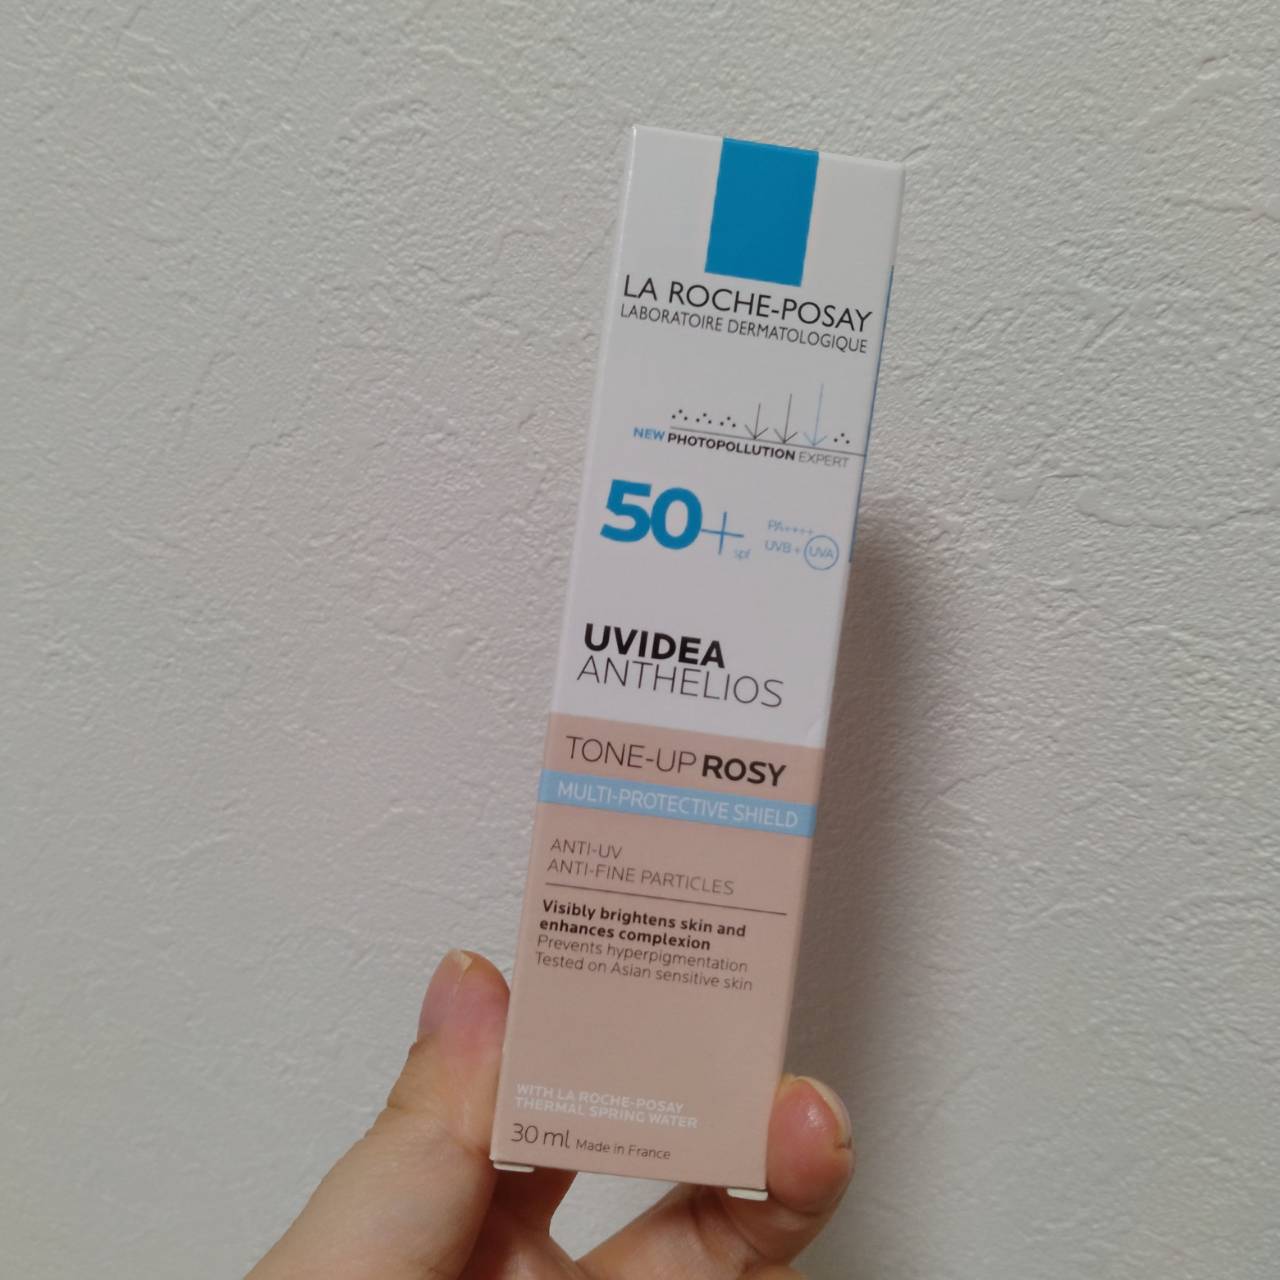 LA ROCHE-POSAY
LABORATOIRE DERMATOLOGIQUE
NEW PHOTOPOLLUTION EXPERT
50+ spf
PA++++
UVB + UVA
UVIDEA
ANTHELIOS
TONE-UP ROSY
MULTI-PROTECTIVE SHIELD
ANTI-UV
ANTI-FINE PARTICLES
Visibly brightens skin and
enhances complexion
Prevents hyperpigmentation
Tested on Asian sensitive skin
WITH LA ROCHE-POSAY
THERMAL SPRING WATER
30 ml Made in France